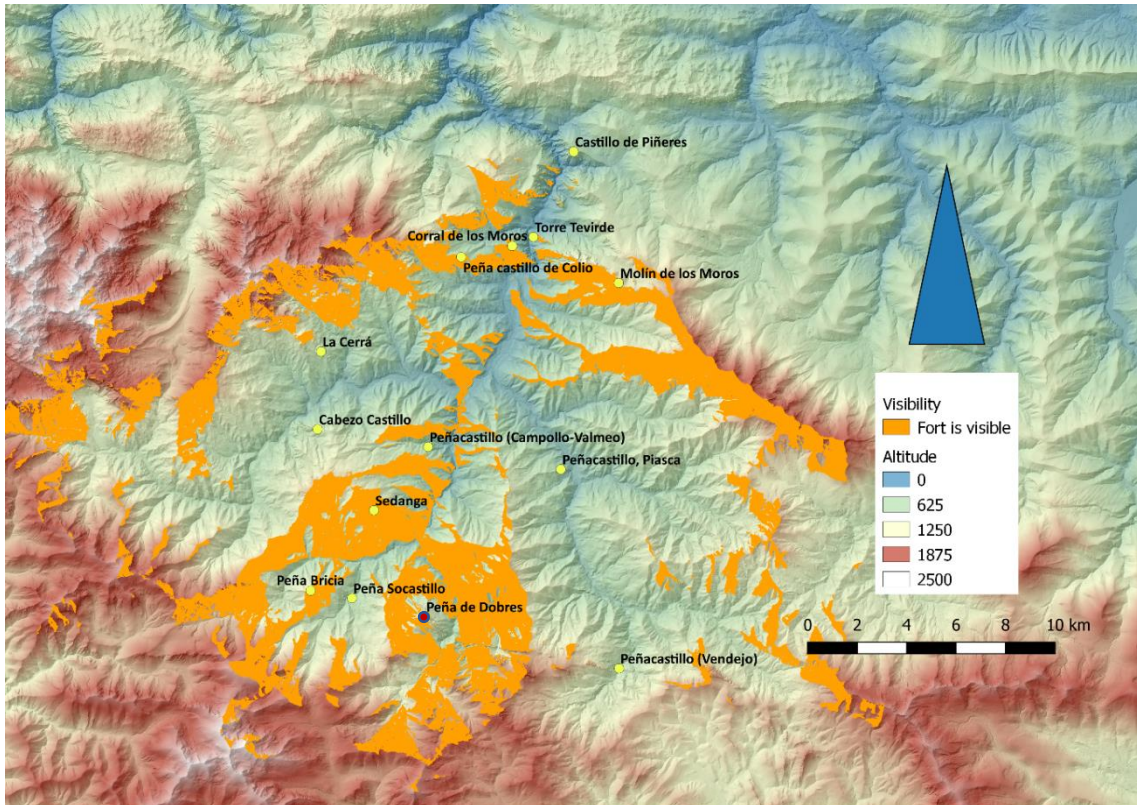 Castillo de Piñeres
Torre Tevirde
Corral de los Moros
Peña castillo de Colio
Molín de los Moros
La Cerrá
Cabezo Castillo
Peñacastillo (Campollo-Valmeo)
Peñacastillo, Piasca
Sedanga
Peña Bricia
Peña Socastillo
Peña de Dobres
Peñacastillo (Vendejo)
Visibility
Fort is visible
Altitude
0
625
1250
1875
2500
0 2 4 6 8 10 km